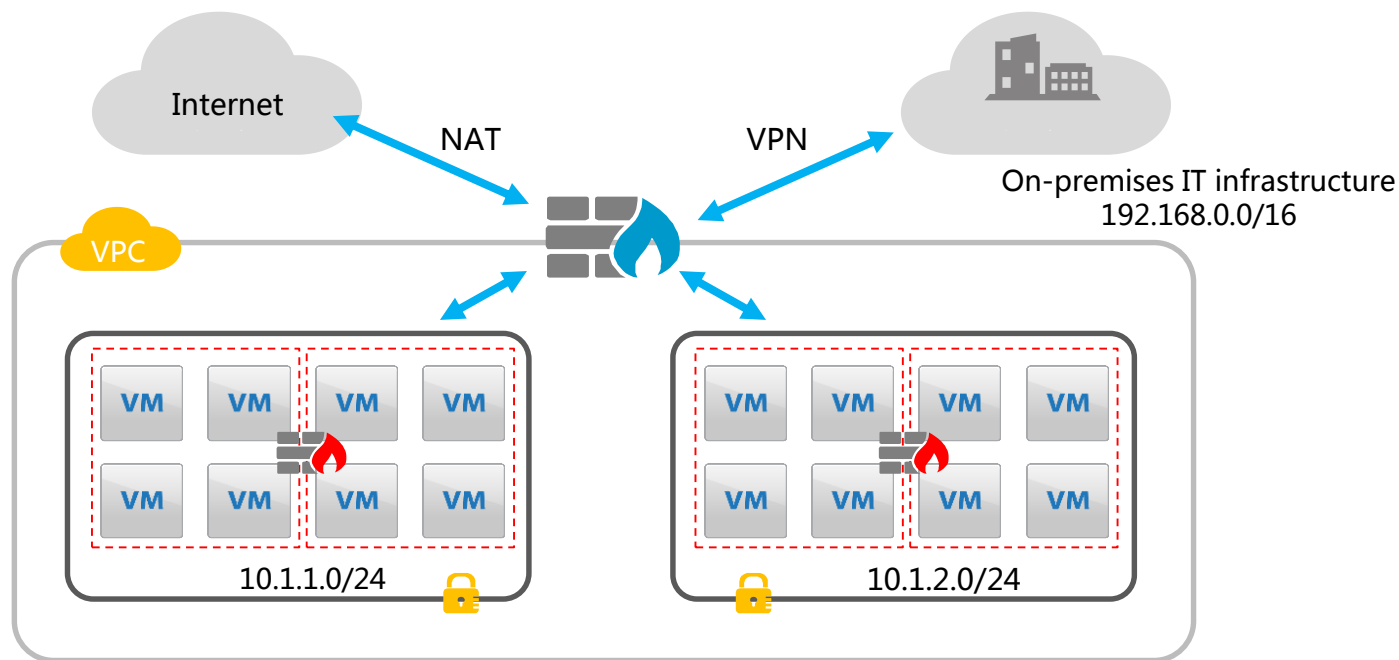 Internet
NAT
VPN
On-premises IT infrastructure
192.168.0.0/16
VPC
VM VM VM VM VM VM VM VM
VM VM VM VM VM VM VM VM
10.1.1.0/24
10.1.2.0/24